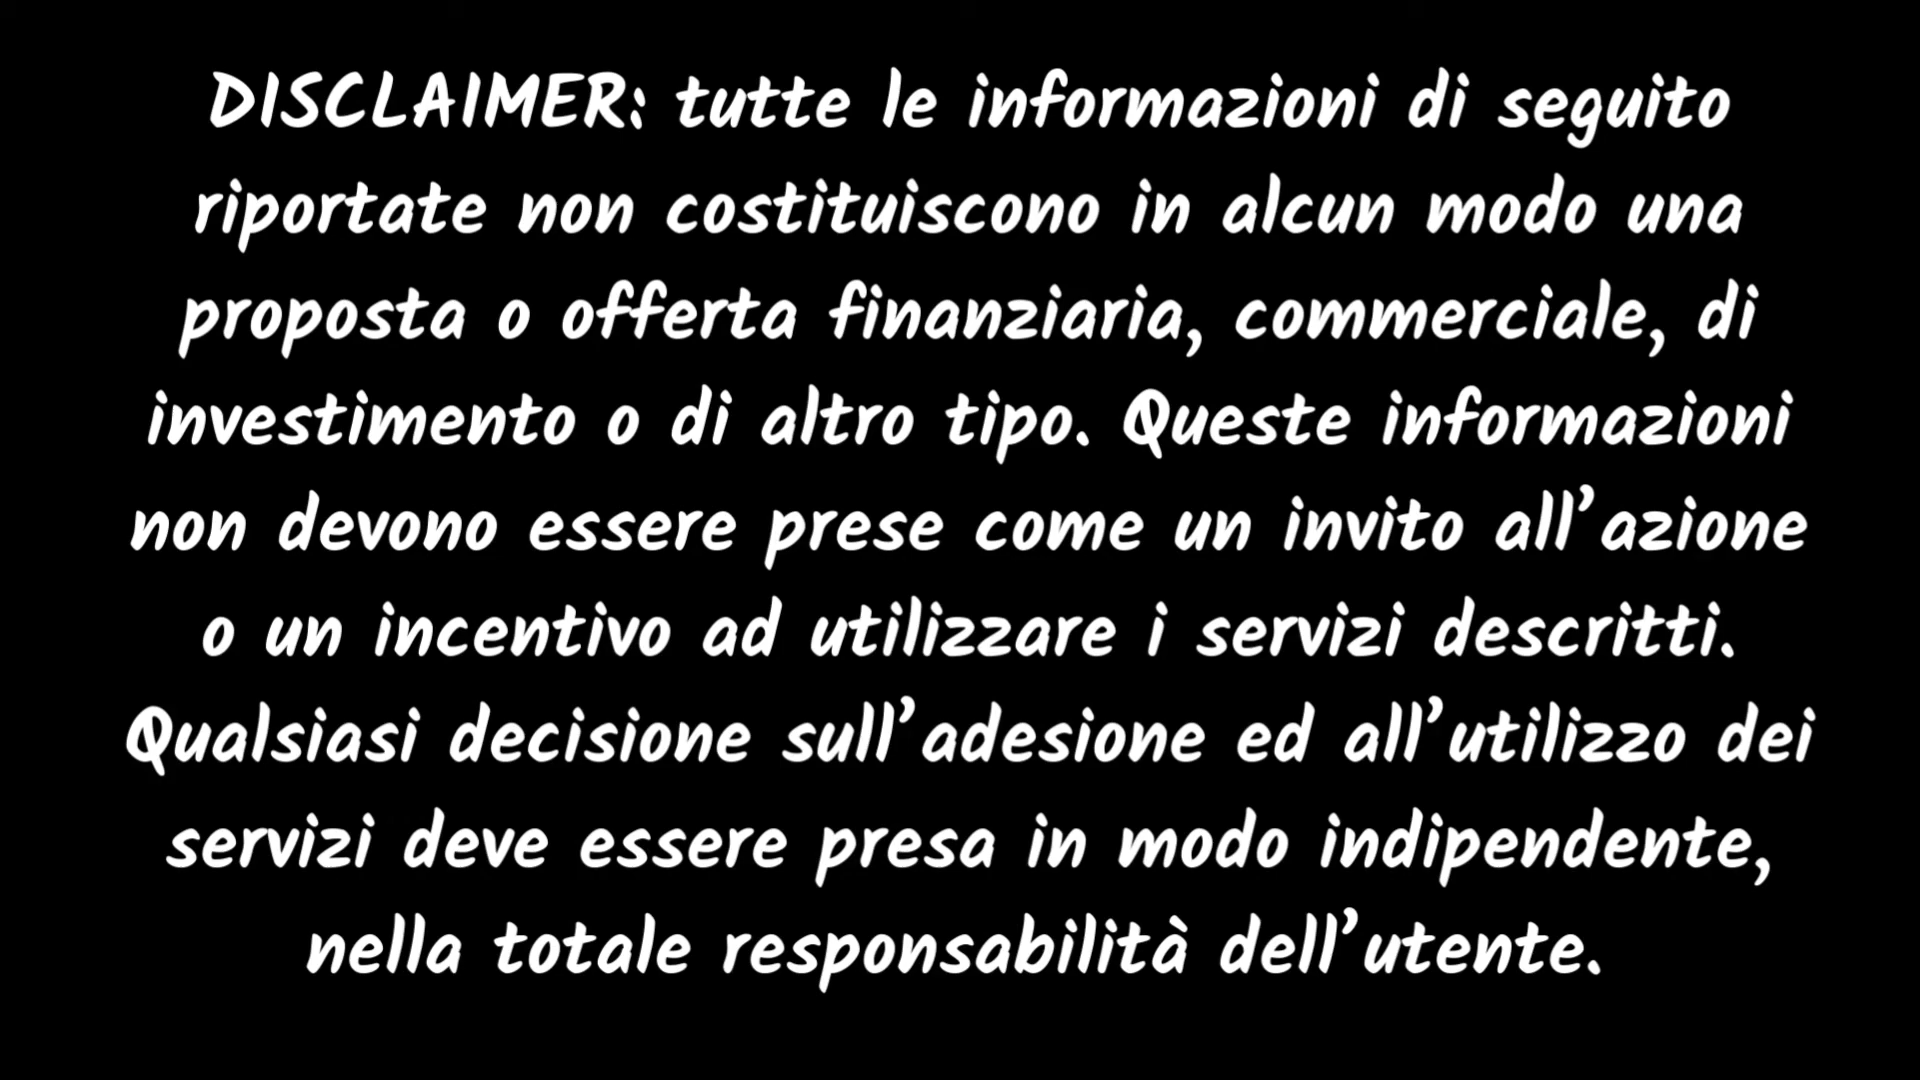 DISCLAIMER: tutte le informazioni di seguito
riportate non costituiscono in alcun modo una
proposta o offerta finanziaria, commerciale, di
investimento o di altro tipo. Queste informazioni
non devono essere prese come un invito all’azione
o un incentivo ad utilizzare i servizi descritti.
Qualsiasi decisione sull’adesione ed all’utilizzo dei
servizi deve essere presa in modo indipendente,
nella totale responsabilità dell’utente.